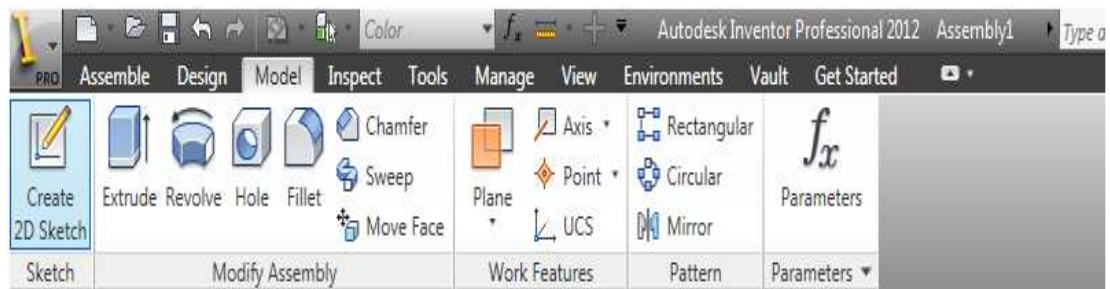 Color fx Autodesk Inventor Professional 2012 Assembly1 Type a
PRO Assemble Design Model Inspect Tools Manage View Environments Vault Get Started
Chamfer Axis Rectangular fx
Sweep Point Circular
Create 2D Sketch Extrude Revolve Hole Fillet Plane Parameters
Move Face UCS Mirror
Sketch Modify Assembly Work Features Pattern Parameters